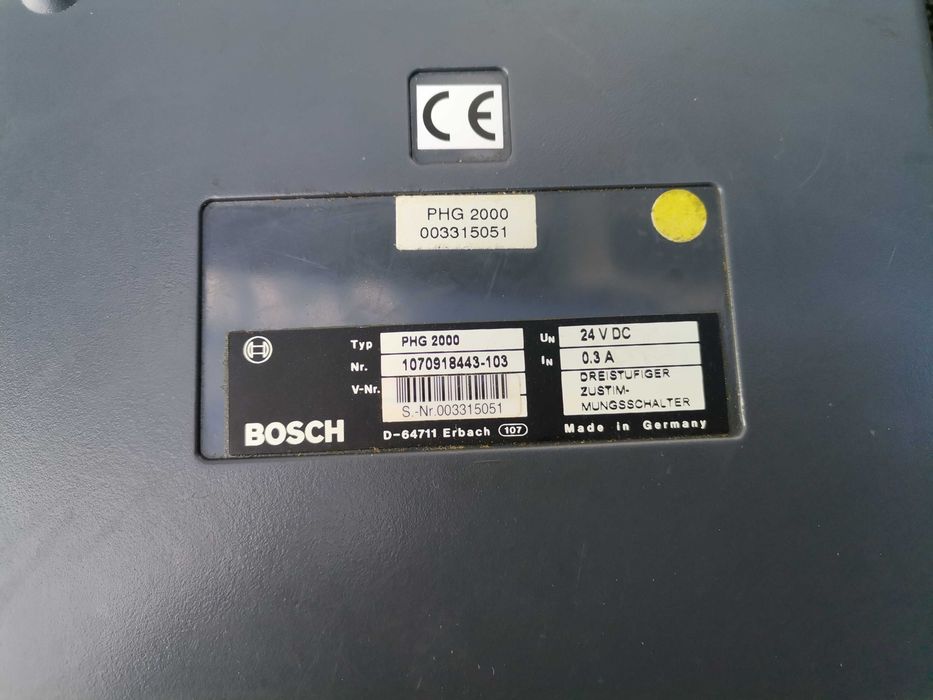 CE
PHG 2000
003315051
Typ PHG 2000
Nr. 1070918443-103
V-Nr.
S.-Nr.003315051
BOSCH
D-64711 Erbach 107
UN 24 V DC
IN 0.3 A
DREISTUFIGER
ZUSTIM-
MUNGSSCHALTER
Made in Germany